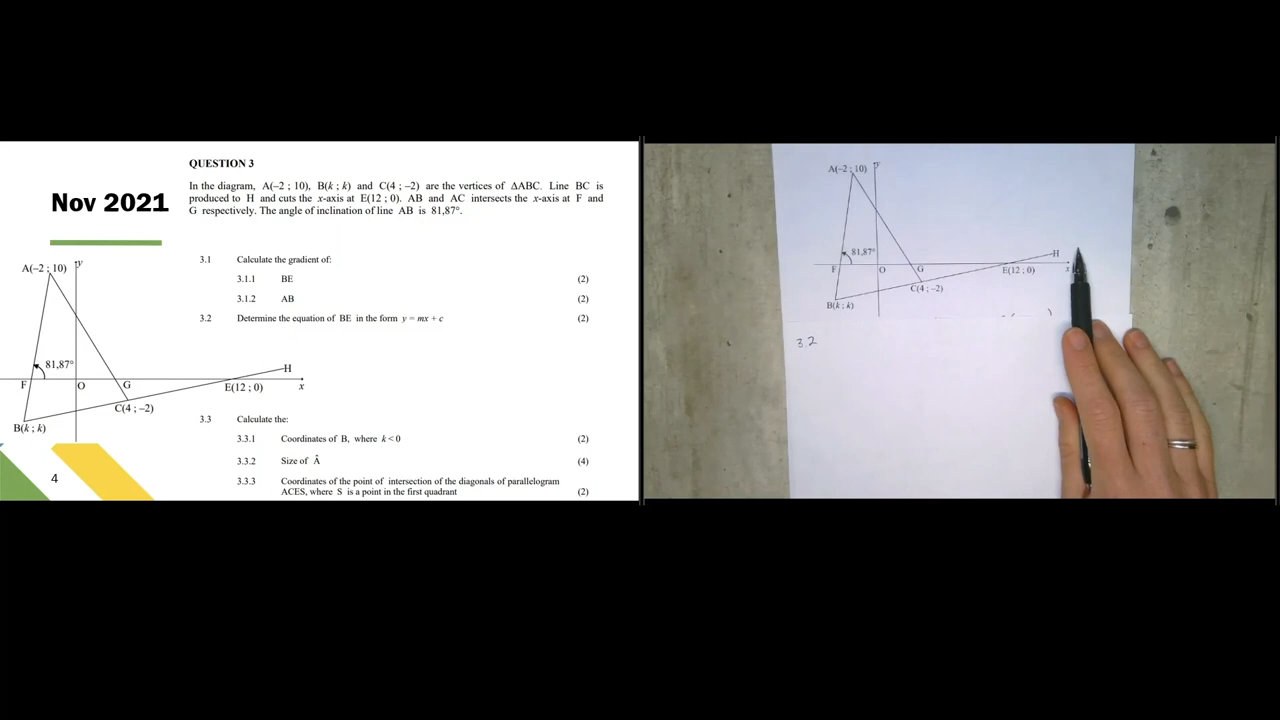 Nov 2021
QUESTION 3
In the diagram, A(–2 ; 10), B(k ; k) and C(4 ; –2) are the vertices of ΔABC. Line BC is
produced to H and cuts the x-axis at E(12 ; 0). AB and AC intersects the x-axis at F and
G respectively. The angle of inclination of line AB is 81,87°.
3.1 Calculate the gradient of:
3.1.1 BE (2)
3.1.2 AB (2)
3.2 Determine the equation of BE in the form y = mx + c (2)
A(–2 ; 10)
y
81,87°
H
F
O
G
E(12 ; 0)
x
C(4 ; –2)
B(k ; k)
3.3 Calculate the:
3.3.1 Coordinates of B, where k < 0 (2)
3.3.2 Size of Â (4)
3.3.3 Coordinates of the point of intersection of the diagonals of parallelogram
ACES, where S is a point in the first quadrant (2)
4
A(–2 ; 10)
y
81,87°
H
F
O
G
E(12 ; 0)
x
C(4 ; –2)
B(k ; k)
3 2